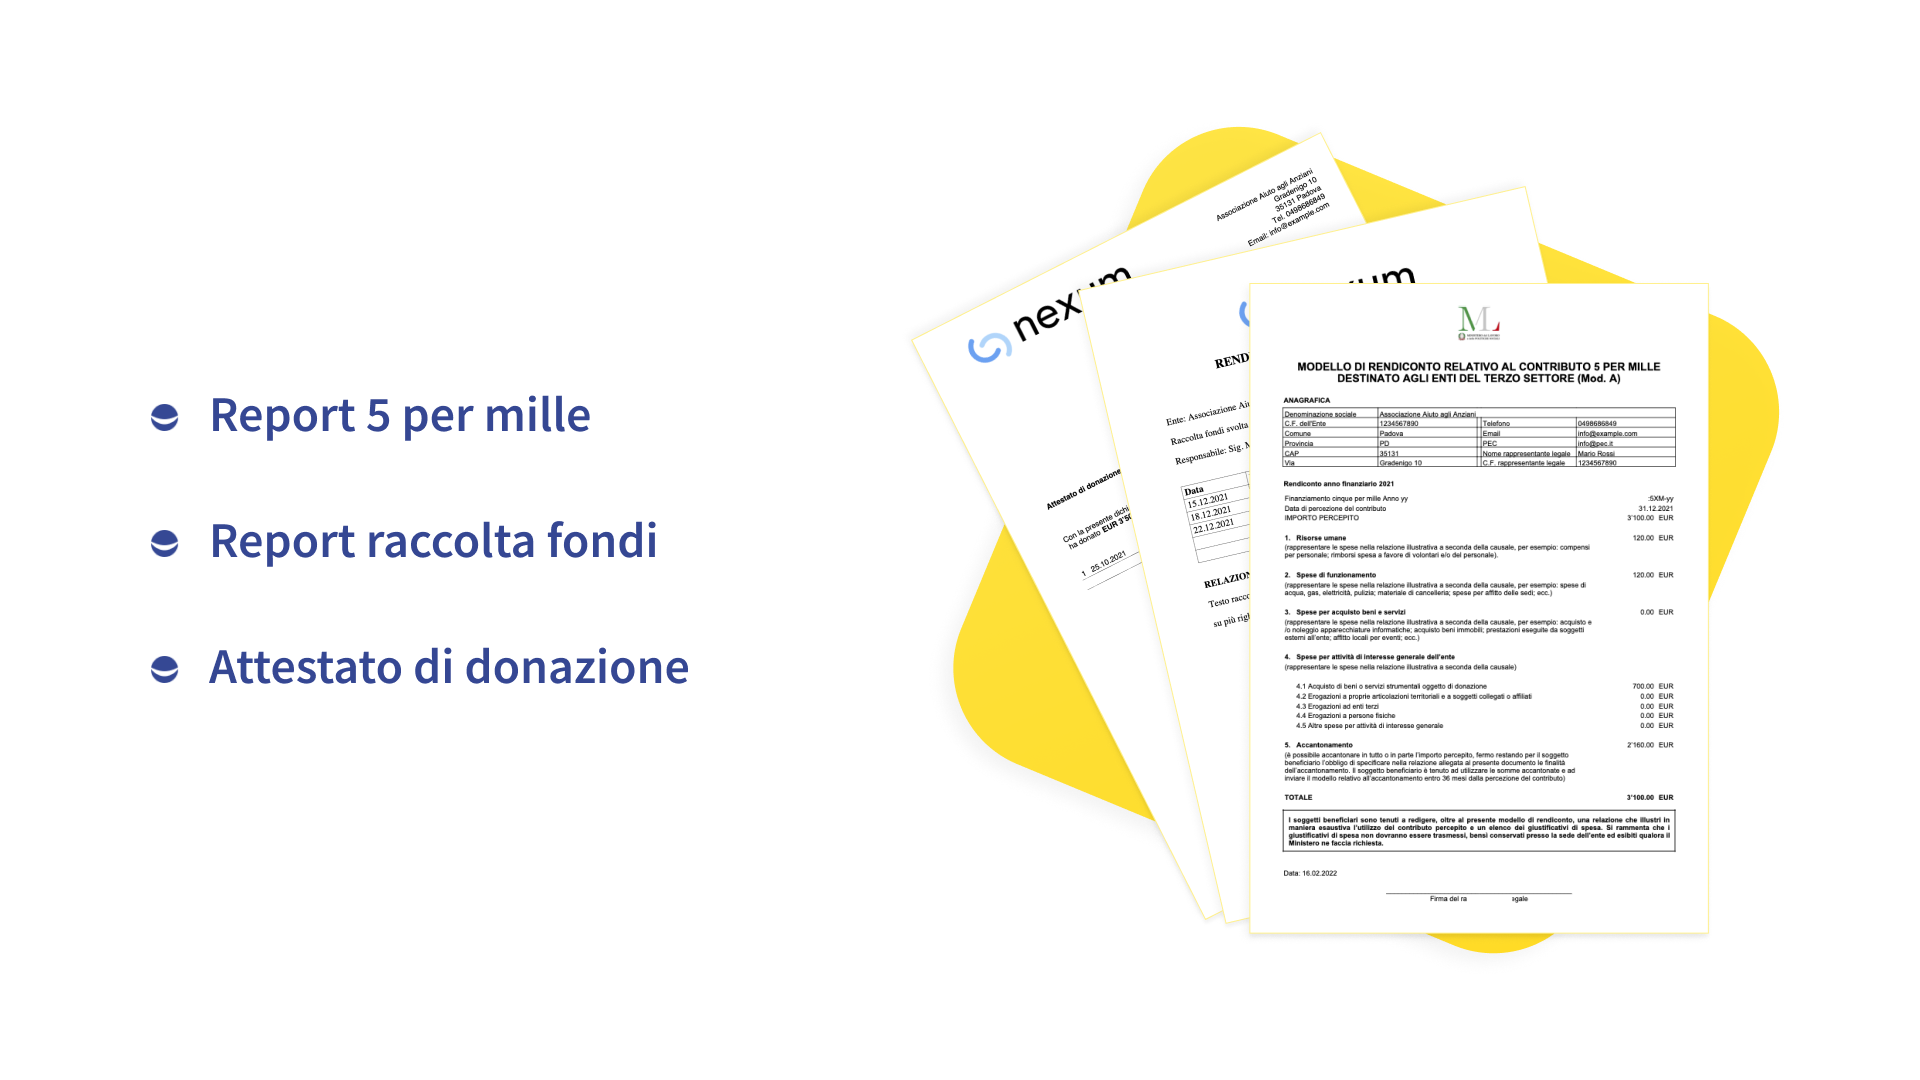 Report 5 per mille
Report raccolta fondi
Attestato di donazione
Associazione Aiuto agli Anziani
Gradenigo 10
35131 Padova
Tel. 0498686849
Email: info@example.com
nexum
Attestato di donazione
Con la presente dichi
ha donato EUR 3'50
1 25.10.2021
um
REND
Ente: Associazione Aiu
Raccolta fondi svolta
Responsabile: Sig. M
Data
15.12.2021
18.12.2021
22.12.2021
RELAZION
Testo racco
su più righ
ML
MODELLO DI RENDICONTO RELATIVO AL CONTRIBUTO 5 PER MILLE
DESTINATO AGLI ENTI DEL TERZO SETTORE (Mod. A)
ANAGRAFICA
Denominazione sociale Associazione Aiuto agli Anziani
C.F. dell'Ente 1234567890 Telefono 0498686849
Comune Padova Email info@example.com
Provincia PD PEC info@pec.it
CAP 35131 Nome rappresentante legale Mario Rossi
Via Gradenigo 10 C.F. rappresentante legale 1234567890
Rendiconto anno finanziario 2021
Finanziamento cinque per mille Anno yy :5XM-yy
Data di percezione del contributo 31.12.2021
IMPORTO PERCEPITO 3'100.00 EUR
1. Risorse umane 120.00 EUR
(rappresentare le spese nella relazione illustrativa a seconda della causale, per esempio: compensi
per personale; rimborsi spesa a favore di volontari e/o del personale).
2. Spese di funzionamento 120.00 EUR
(rappresentare le spese nella relazione illustrativa a seconda della causale, per esempio: spese di
acqua, gas, elettricità, pulizia; materiale di cancelleria; spese per affitto delle sedi; ecc.)
3. Spese per acquisto beni e servizi 0.00 EUR
(rappresentare le spese nella relazione illustrativa a seconda della causale, per esempio: acquisto e
/o noleggio apparecchiature informatiche; acquisto beni immobili; prestazioni eseguite da soggetti
esterni all'ente; affitto locali per eventi; ecc.)
4. Spese per attività di interesse generale dell'ente
(rappresentare le spese nella relazione illustrativa a seconda della causale)
4.1 Acquisto di beni o servizi strumentali oggetto di donazione 700.00 EUR
4.2 Erogazioni a proprie articolazioni territoriali e a soggetti collegati o affiliati 0.00 EUR
4.3 Erogazioni ad enti terzi 0.00 EUR
4.4 Erogazioni a persone fisiche 0.00 EUR
4.5 Altre spese per attività di interesse generale 0.00 EUR
5. Accantonamento 2'160.00 EUR
(è possibile accantonare in tutto o in parte l'importo percepito, fermo restando per il soggetto
beneficiario l'obbligo di specificare nella relazione allegata al presente documento le finalità
dell'accantonamento. Il soggetto beneficiario è tenuto ad utilizzare le somme accantonate e ad
inviare il modello relativo all'accantonamento entro 36 mesi dalla percezione del contributo)
TOTALE 3'100.00 EUR
I soggetti beneficiari sono tenuti a redigere, oltre al presente modello di rendiconto, una relazione che illustri in
maniera esaustiva l'utilizzo del contributo percepito e un elenco dei giustificativi di spesa. Si rammenta che i
giustificativi di spesa non dovranno essere trasmessi, bensì conservati presso la sede dell'ente ed esibiti qualora il
Ministero ne faccia richiesta.
Data: 16.02.2022
Firma del ra egale